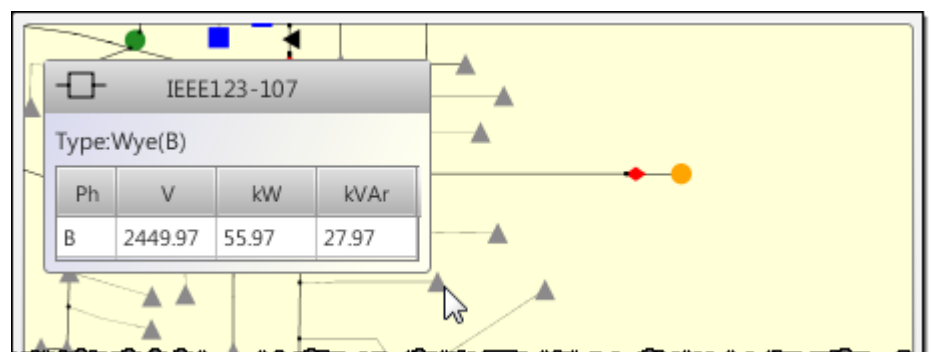 IEEE123-107
Type:Wye(B)
Ph V kW kVAr
B 2449.97 55.97 27.97